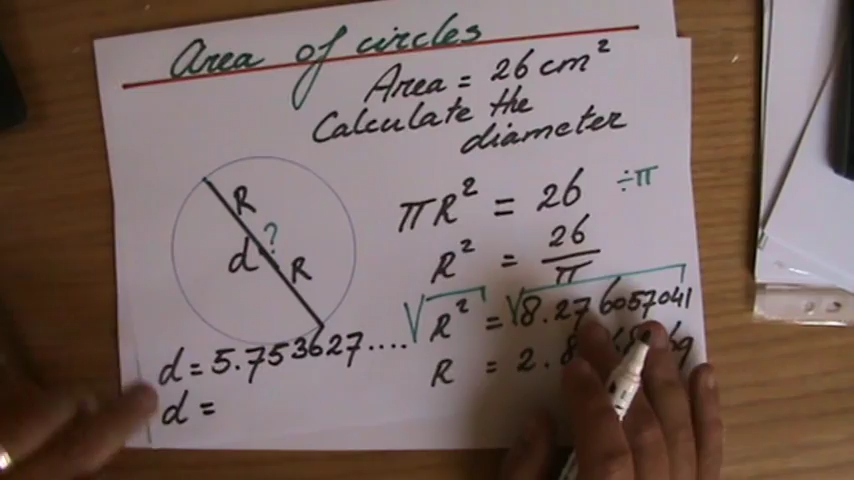 Area of circles
Area = 26 cm²
Calculate the
diameter
R
?
d
R
πR² = 26 ÷π
R² = 26/π
√R² = √8.276057041
R = 2.8
d = 5.753627....
d =